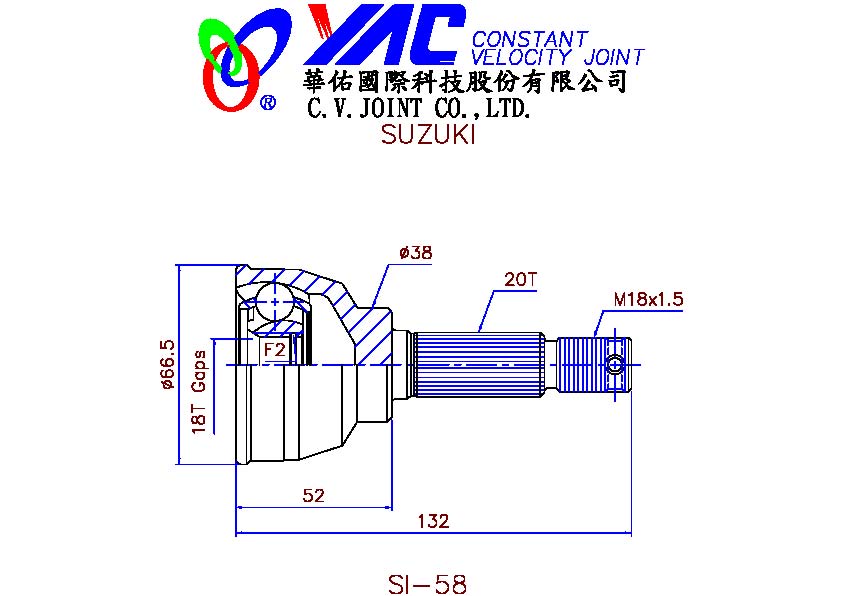 YAC CONSTANT
VELOCITY JOINT
®
華佑國際科技股份有限公司
C.V.JOINT CO.,LTD.
SUZUKI
ø38
20T
M18x1.5
ø66.5
18T Gaps
F2
52
132
SI-58